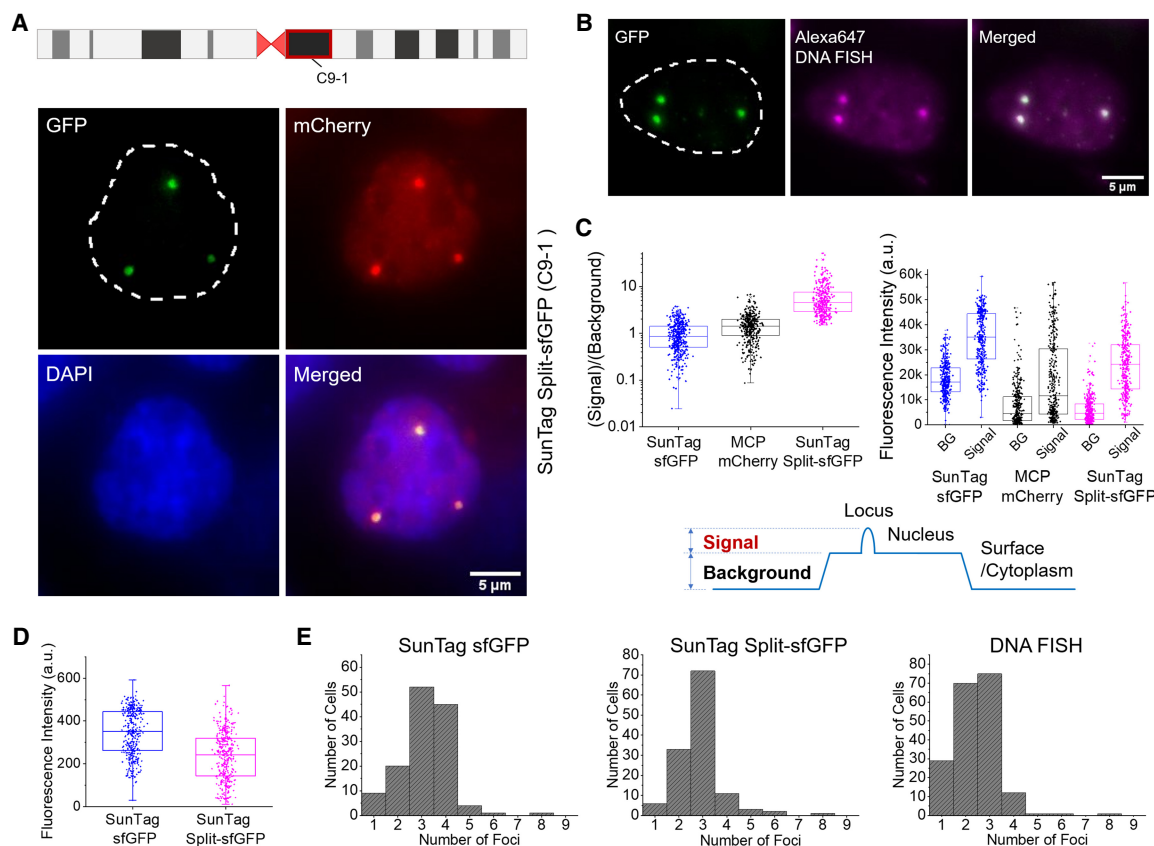 A
C9-1
GFP
mCherry
DAPI
Merged
5 μm
SunTag Split-sfGFP (C9-1 )
B
GFP
Alexa647
DNA FISH
Merged
5 μm
C
(Signal)/(Background)
10
1
0.1
0.01
SunTag
sfGFP
MCP
mCherry
SunTag
Split-sfGFP
Fluorescence Intensity (a.u.)
60k
50k
40k
30k
20k
10k
0
BG
Signal
BG
Signal
BG
Signal
SunTag
sfGFP
MCP
mCherry
SunTag
Split-sfGFP
Locus
Signal
Nucleus
Background
Surface
/Cytoplasm
D
Fluorescence Intensity (a.u.)
600
400
200
0
SunTag
sfGFP
SunTag
Split-sfGFP
E
SunTag sfGFP
Number of Cells
60
50
40
30
20
10
0
1 2 3 4 5 6 7 8 9
Number of Foci
SunTag Split-sfGFP
Number of Cells
80
70
60
50
40
30
20
10
0
1 2 3 4 5 6 7 8 9
Number of Foci
DNA FISH
Number of Cells
80
70
60
50
40
30
20
10
0
1 2 3 4 5 6 7 8 9
Number of Foci